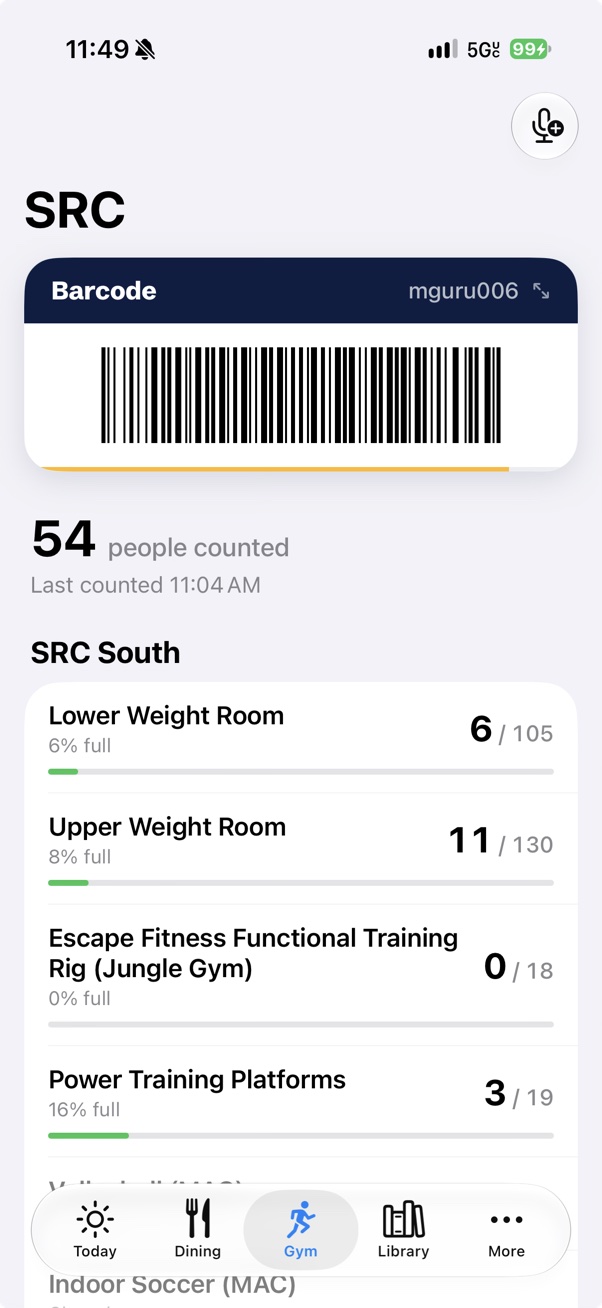 11:49
5G UC 99
SRC
Barcode mguru006
54 people counted
Last counted 11:04 AM
SRC South
Lower Weight Room
6% full
6 / 105
Upper Weight Room
8% full
11 / 130
Escape Fitness Functional Training
Rig (Jungle Gym)
0% full
0 / 18
Power Training Platforms
16% full
3 / 19
Today Dining Gym Library More
Indoor Soccer (MAC)